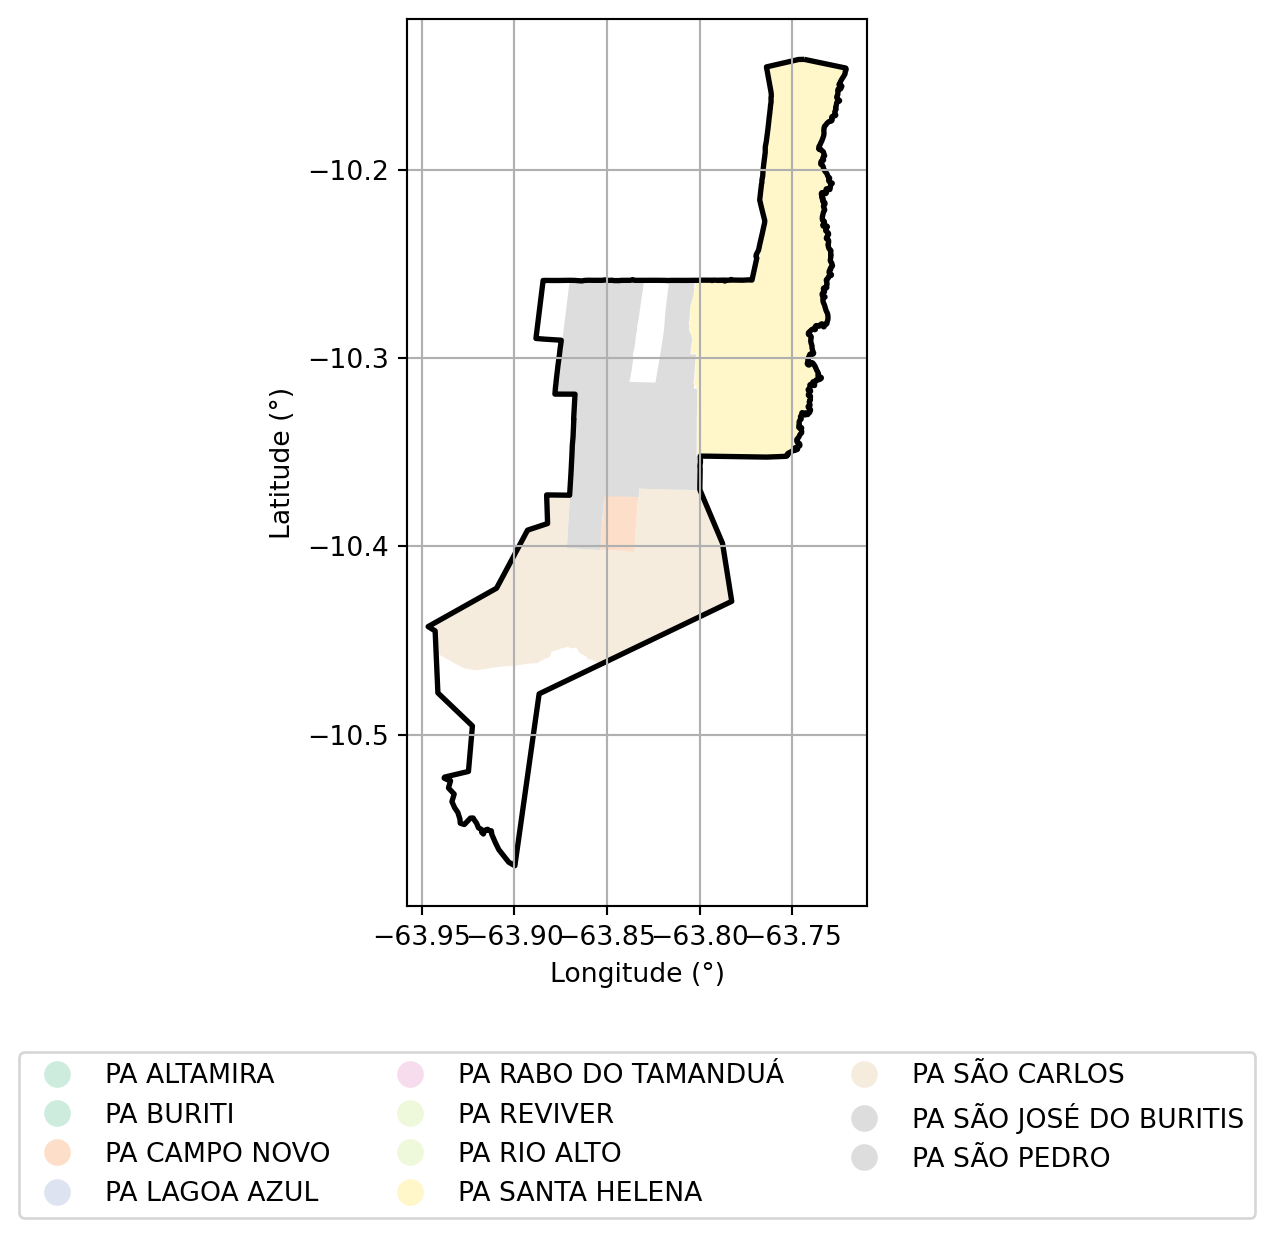 −10.2
−10.3
−10.4
−10.5
Latitude (°)
−63.95 −63.90 −63.85 −63.80 −63.75
Longitude (°)
PA ALTAMIRA
PA BURITI
PA CAMPO NOVO
PA LAGOA AZUL
PA RABO DO TAMANDUÁ
PA REVIVER
PA RIO ALTO
PA SANTA HELENA
PA SÃO CARLOS
PA SÃO JOSÉ DO BURITIS
PA SÃO PEDRO